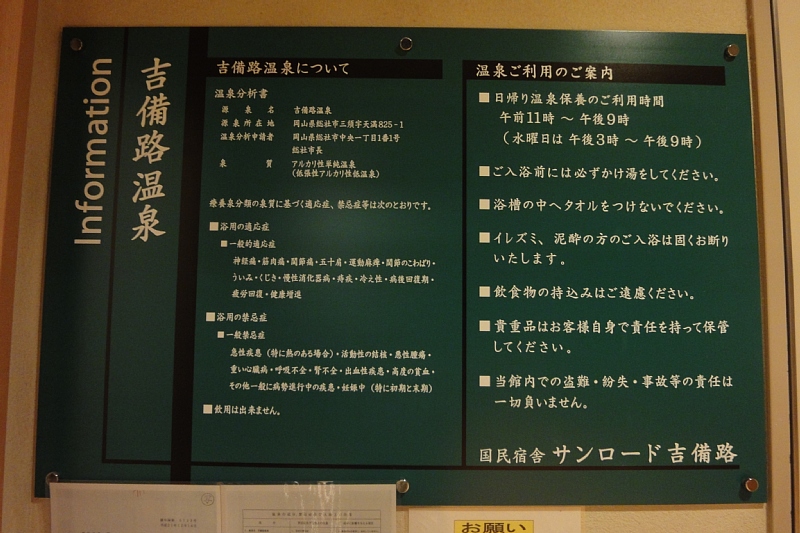 Information
吉備路温泉
吉備路温泉について
温泉分析書
源泉名 吉備路温泉
源泉所在地 岡山県総社市三須字天満825-1
温泉分析申請者 岡山県総社市中央一丁目1番1号
総社市長
泉質 アルカリ性単純温泉
(低張性アルカリ性低温泉)
療養泉分類の泉質に基づく適応症、禁忌症等は次のとおりです。
■浴用の適応症
■一般的適応症
神経痛・筋肉痛・関節痛・五十肩・運動麻痺・関節のこわばり・
うちみ・くじき・慢性消化器病・痔疾・冷え性・病後回復期・
疲労回復・健康増進
■浴用の禁忌症
■一般禁忌症
急性疾患(特に熱のある場合)・活動性の結核・悪性腫瘍・
重い心臓病・呼吸不全・腎不全・出血性疾患・高度の貧血・
その他一般に病勢進行中の疾患・妊娠中(特に初期と末期)
■飲用は出来ません。
温泉ご利用のご案内
■日帰り温泉保養のご利用時間
午前11時 〜 午後9時
(水曜日は 午後3時 〜 午後9時)
■ご入浴前には必ずかけ湯をしてください。
■浴槽の中へタオルをつけないでください。
■イレズミ、泥酔の方のご入浴は固くお断り
いたします。
■飲食物の持込みはご遠慮ください。
■貴重品はお客様自身で責任を持って保管
してください。
■当館内での盗難・紛失・事故等の責任は
一切負いません。
国民宿舎 サンロード吉備路
お願い